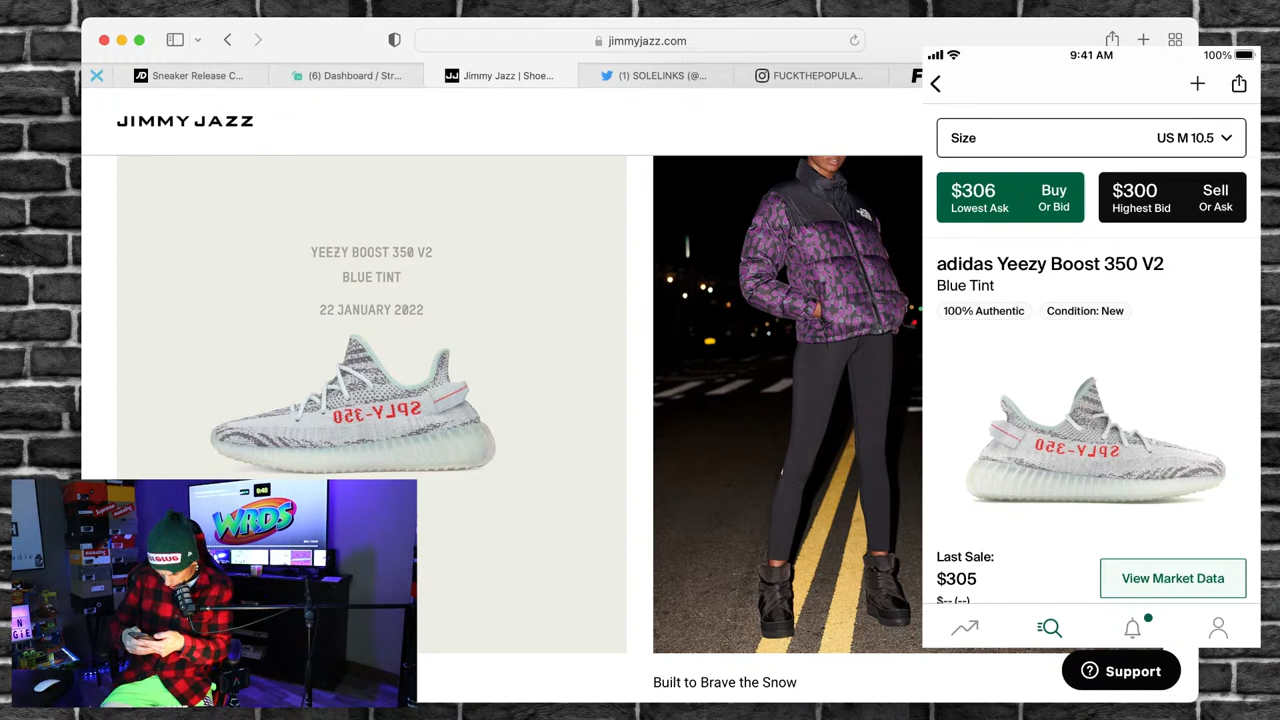 jimmyjazz.com
Sneaker Release C...
(6) Dashboard / Str...
Jimmy Jazz | Shoe...
(1) SOLELINKS (@...
FUCKTHEPOPULA...
JIMMY JAZZ
YEEZY BOOST 350 V2
BLUE TINT
22 JANUARY 2022
SPLY-350
Built to Brave the Snow
Support
9:41 AM
100%
Size
US M 10.5
$306
Lowest Ask
Buy
Or Bid
$300
Highest Bid
Sell
Or Ask
adidas Yeezy Boost 350 V2
Blue Tint
100% Authentic
Condition: New
SPLY-350
Last Sale:
$305
$-- (--)
View Market Data
WRDS
Supreme